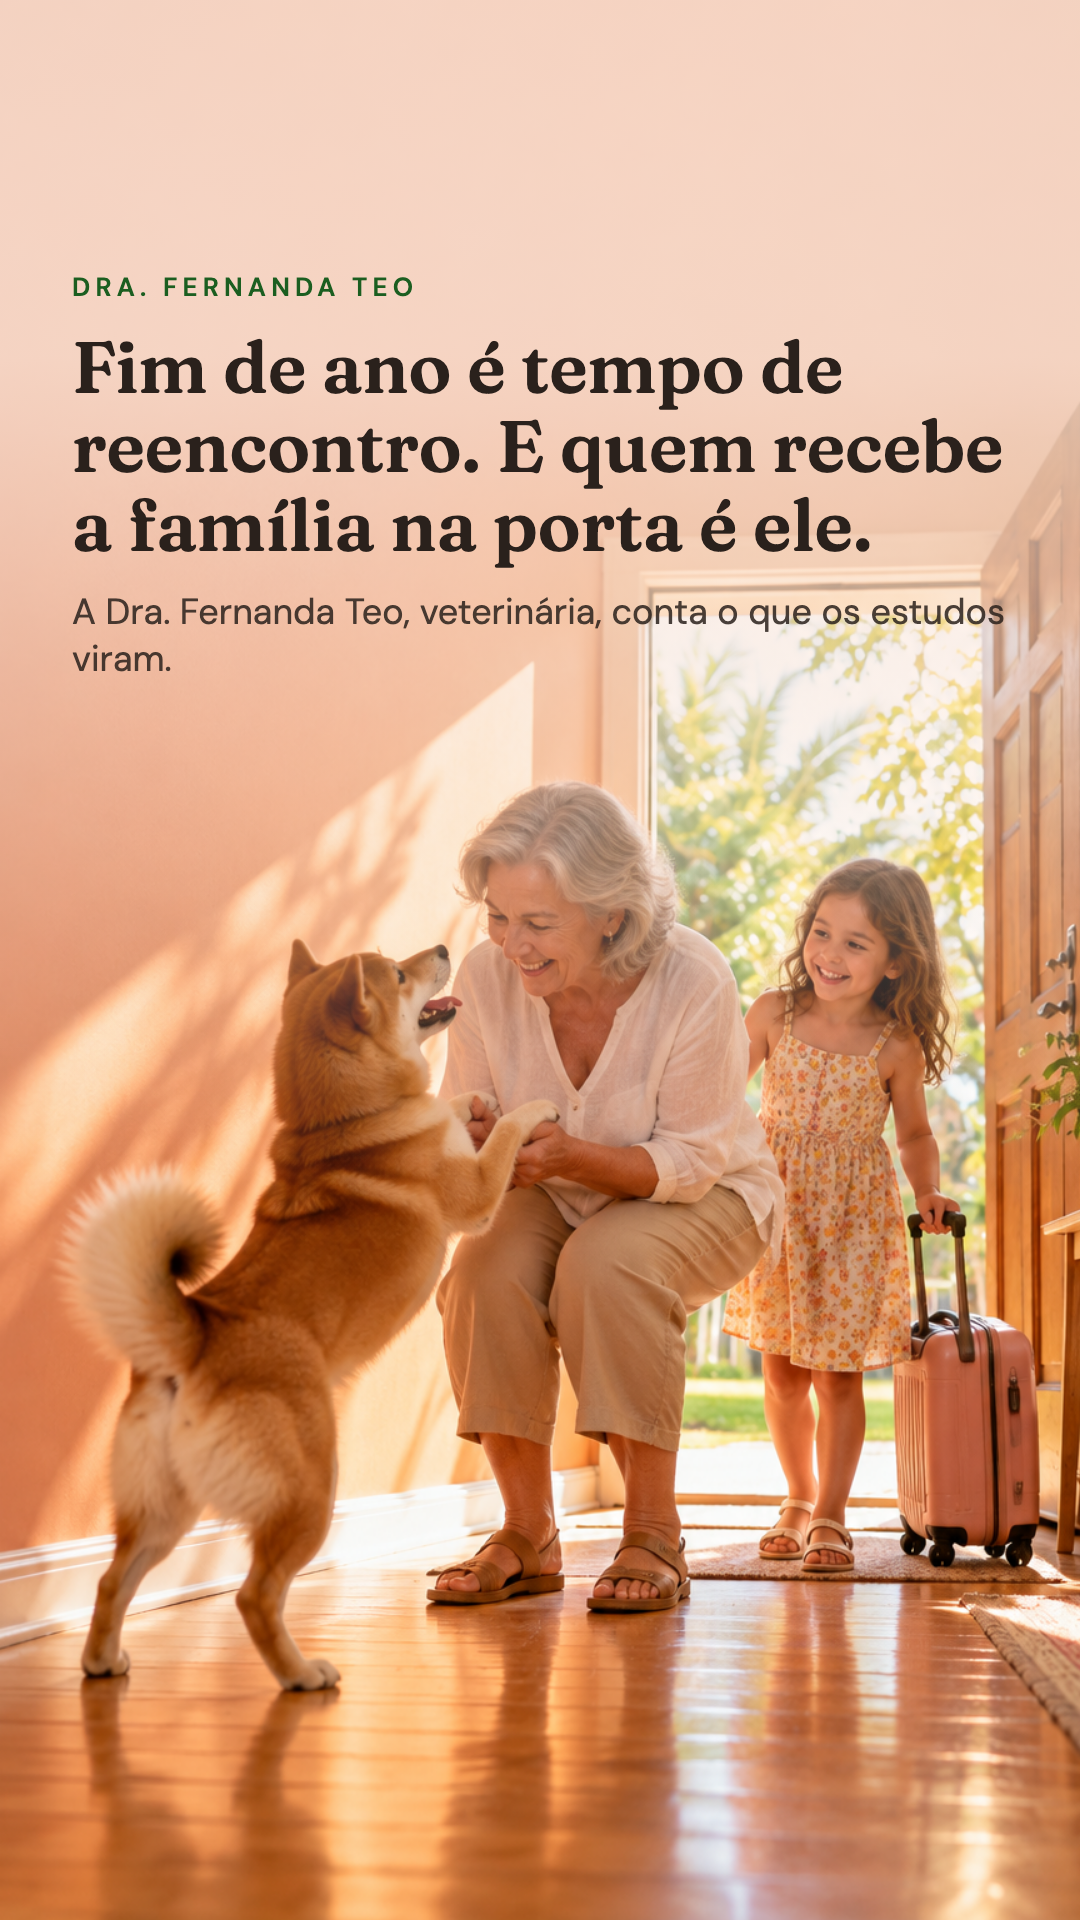 DRA. FERNANDA TEO
Fim de ano é tempo de
reencontro. E quem recebe
a família na porta é ele.
A Dra. Fernanda Teo, veterinária, conta o que os estudos
viram.